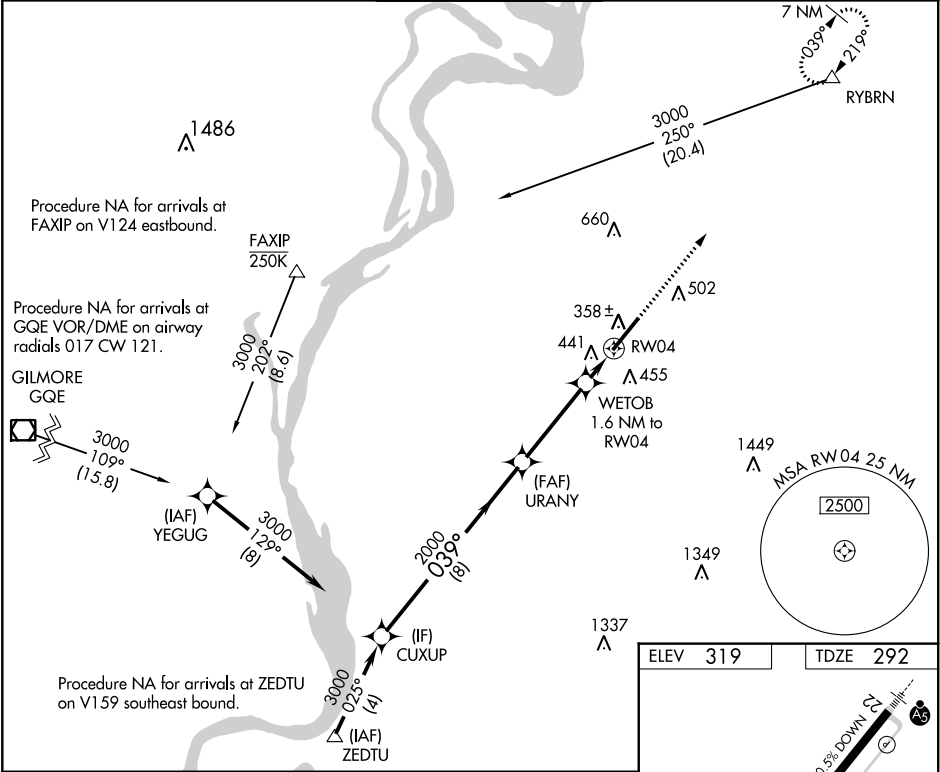 7 NM
039°
219°
RYBRN
3000
250°
(20.4)
1486
Procedure NA for arrivals at
FAXIP on V124 eastbound.
660
FAXIP
250K
502
Procedure NA for arrivals at
GQE VOR/DME on airway
radials 017 CW 121.
358 ±
3000
202°
(8.6)
441
RW04
455
GILMORE
GQE
WETOB
1.6 NM to
RW04
3000
109°
(15.8)
1449
MSA RW 04 25 NM
2500
(FAF)
URANY
(IAF)
YEGUG
3000
129°
(8)
2000
039°
(8)
1349
1337
(IF)
CUXUP
ELEV 319
TDZE 292
Procedure NA for arrivals at ZEDTU
on V159 southeast bound.
3000
025°
(4)
(IAF)
ZEDTU
22
A5
0.5% DOWN